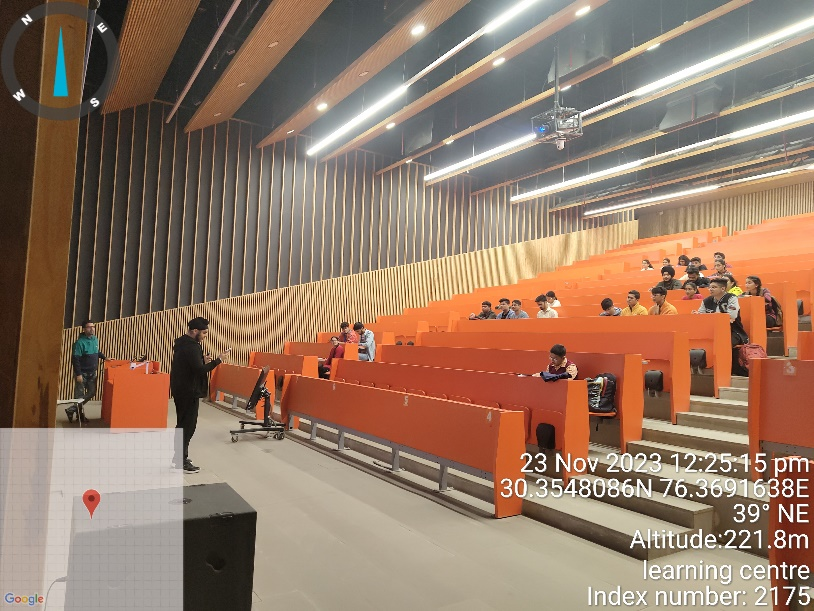 N
E
W
S
23 Nov 2023 12:25:15 pm
30.3548086N 76.3691638E
39° NE
Altitude:221.8m
learning centre
Index number: 2175
Google